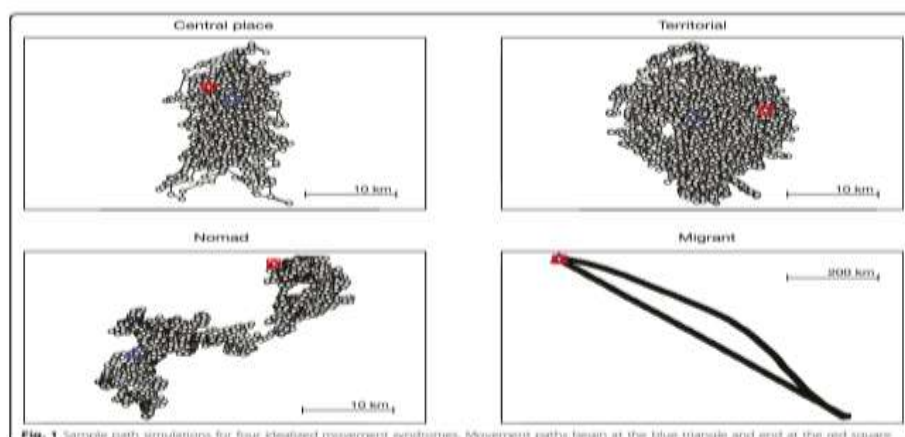 Central place
Territorial
10 km
10 km
Nomad
Migrant
200 km
10 km
Fig. 1 Sample path simulations for four idealized movement syndromes. Movement paths begin at the blue triangle and end at the red square